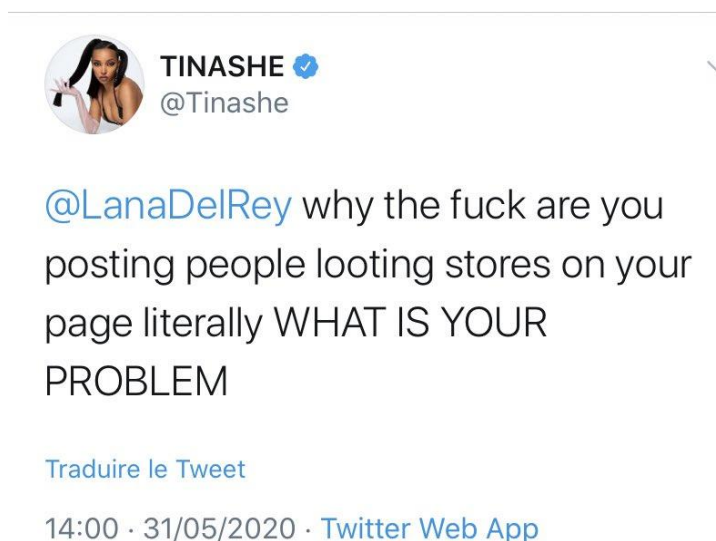 TINASHE
@Tinashe
@LanaDelRey why the fuck are you
posting people looting stores on your
page literally WHAT IS YOUR
PROBLEM
Traduire le Tweet
14:00 · 31/05/2020 · Twitter Web App